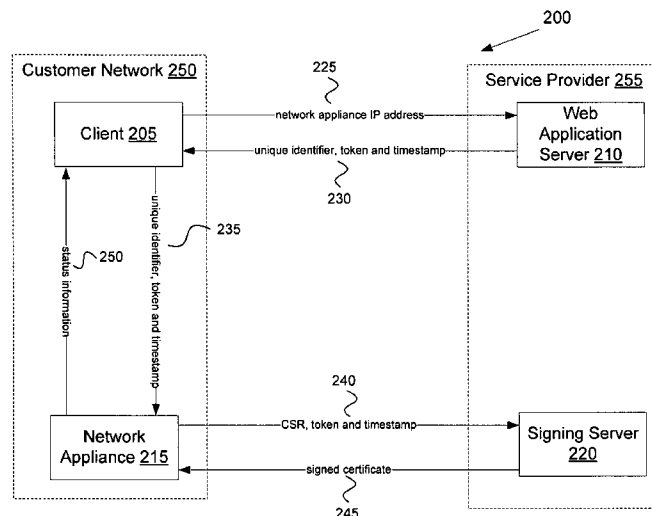 200
Customer Network 250
Service Provider 255
225
Client 205
network appliance IP address
Web
Application
Server 210
unique identifier, token and timestamp
230
status information
250
unique identifier, token and timestamp
235
240
Network
Appliance 215
CSR, token and timestamp
Signing Server
220
signed certificate
245